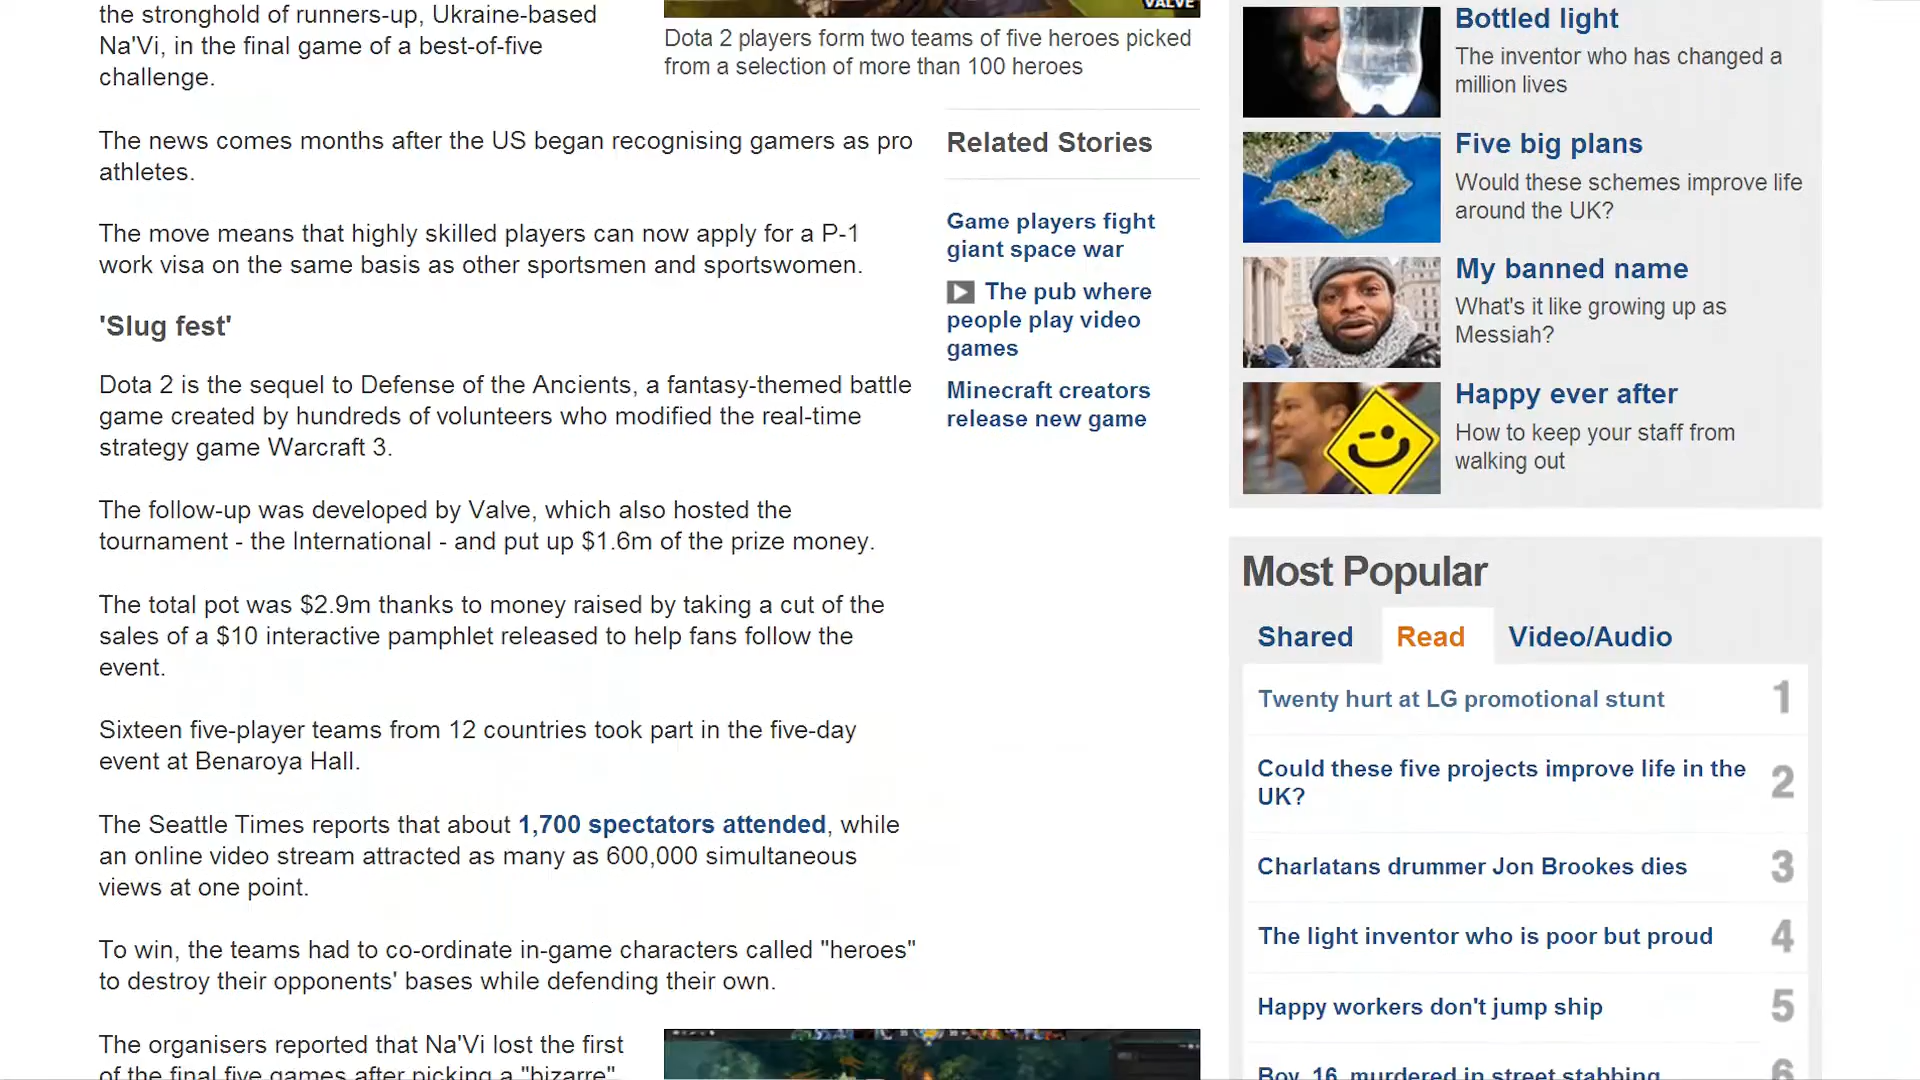 the stronghold of runners-up, Ukraine-based
Na'Vi, in the final game of a best-of-five
challenge.
VALVE
Dota 2 players form two teams of five heroes picked
from a selection of more than 100 heroes
The news comes months after the US began recognising gamers as pro
athletes.
The move means that highly skilled players can now apply for a P-1
work visa on the same basis as other sportsmen and sportswomen.
'Slug fest'
Dota 2 is the sequel to Defense of the Ancients, a fantasy-themed battle
game created by hundreds of volunteers who modified the real-time
strategy game Warcraft 3.
The follow-up was developed by Valve, which also hosted the
tournament - the International - and put up $1.6m of the prize money.
The total pot was $2.9m thanks to money raised by taking a cut of the
sales of a $10 interactive pamphlet released to help fans follow the
event.
Sixteen five-player teams from 12 countries took part in the five-day
event at Benaroya Hall.
The Seattle Times reports that about 1,700 spectators attended, while
an online video stream attracted as many as 600,000 simultaneous
views at one point.
To win, the teams had to co-ordinate in-game characters called "heroes"
to destroy their opponents' bases while defending their own.
The organisers reported that Na'Vi lost the first
of the final five games after picking a "bizarre"
Related Stories
Game players fight
giant space war
The pub where
people play video
games
Minecraft creators
release new game
Bottled light
The inventor who has changed a
million lives
Five big plans
Would these schemes improve life
around the UK?
My banned name
What's it like growing up as
Messiah?
Happy ever after
How to keep your staff from
walking out
Most Popular
Shared Read Video/Audio
Twenty hurt at LG promotional stunt 1
Could these five projects improve life in the
UK? 2
Charlatans drummer Jon Brookes dies 3
The light inventor who is poor but proud 4
Happy workers don't jump ship 5
Boy, 16, murdered in street stabbing 6